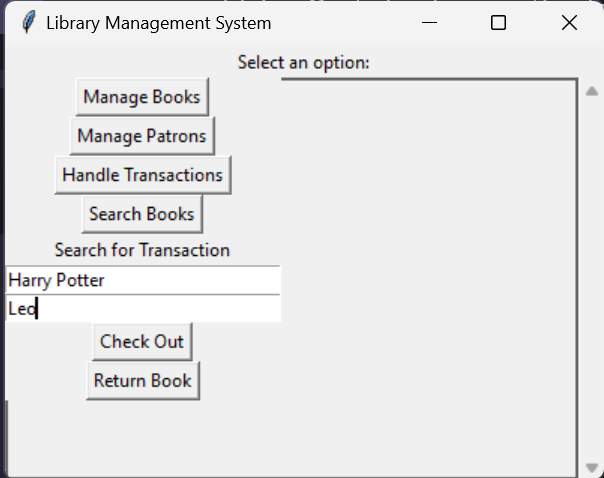 Library Management System
Select an option:
Manage Books
Manage Patrons
Handle Transactions
Search Books
Search for Transaction
Harry Potter
Leo
Check Out
Return Book